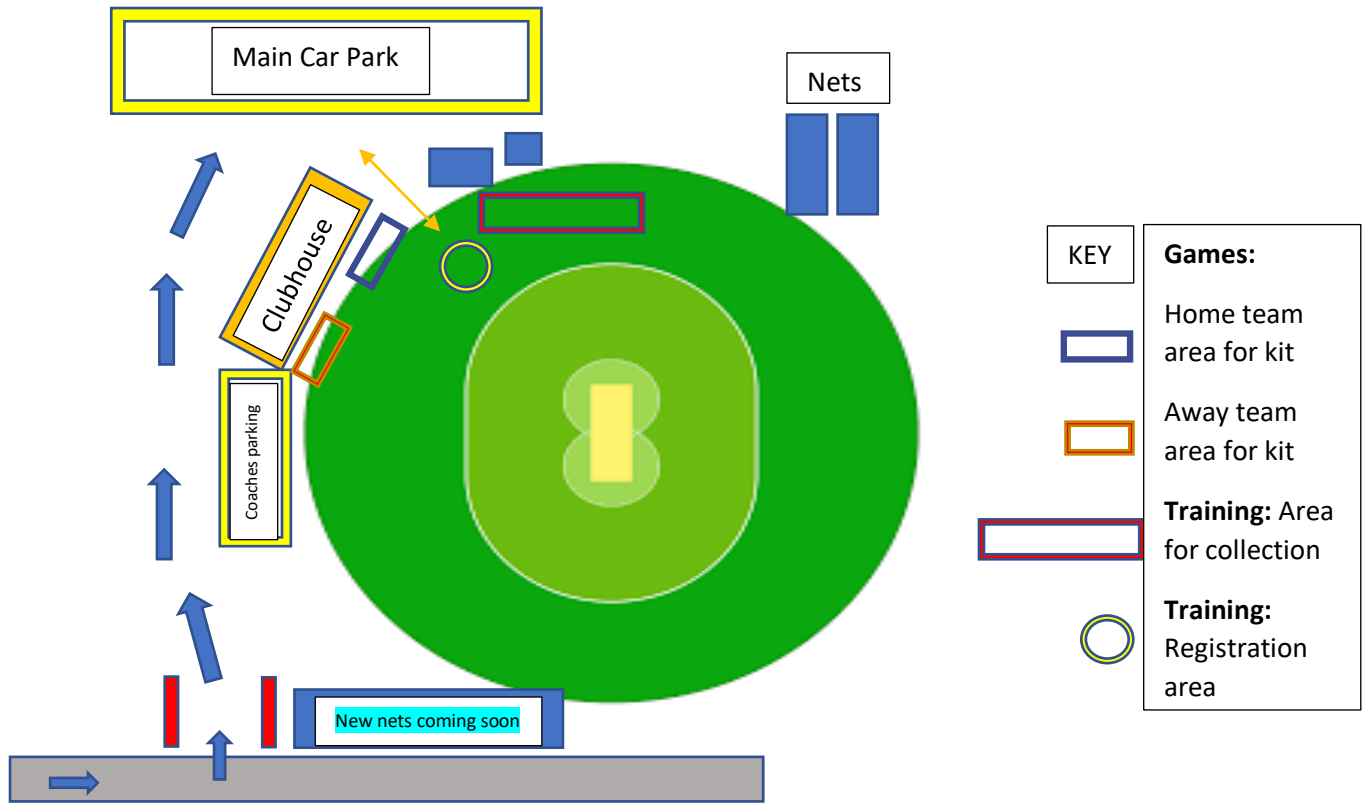 Main Car Park
Nets
Clubhouse
Coaches parking
New nets coming soon
KEY
Games:
Home team
area for kit
Away team
area for kit
Training: Area
for collection
Training:
Registration
area